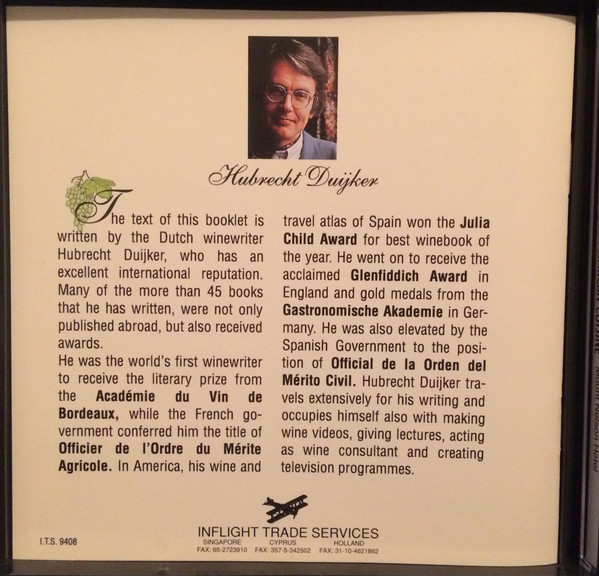 Hubrecht Duijker
The text of this booklet is
written by the Dutch winewriter
Hubrecht Duijker, who has an
excellent international reputation.
Many of the more than 45 books
that he has written, were not only
published abroad, but also received
awards.
He was the world's first winewriter
to receive the literary prize from
the Académie du Vin de
Bordeaux, while the French go-
vernment conferred him the title of
Officier de l'Ordre du Mérite
Agricole. In America, his wine and
travel atlas of Spain won the Julia
Child Award for best winebook of
the year. He went on to receive the
acclaimed Glenfiddich Award in
England and gold medals from the
Gastronomische Akademie in Ger-
many. He was also elevated by the
Spanish Government to the posi-
tion of Official de la Orden del
Mérito Civil. Hubrecht Duijker tra-
vels extensively for his writing and
occupies himself also with making
wine videos, giving lectures, acting
as wine consultant and creating
television programmes.
INFLIGHT TRADE SERVICES
SINGAPORE CYPRUS HOLLAND
FAX: 65-2723910 FAX: 357-5-342502 FAX: 31-10-4621862
I.T.S. 9408